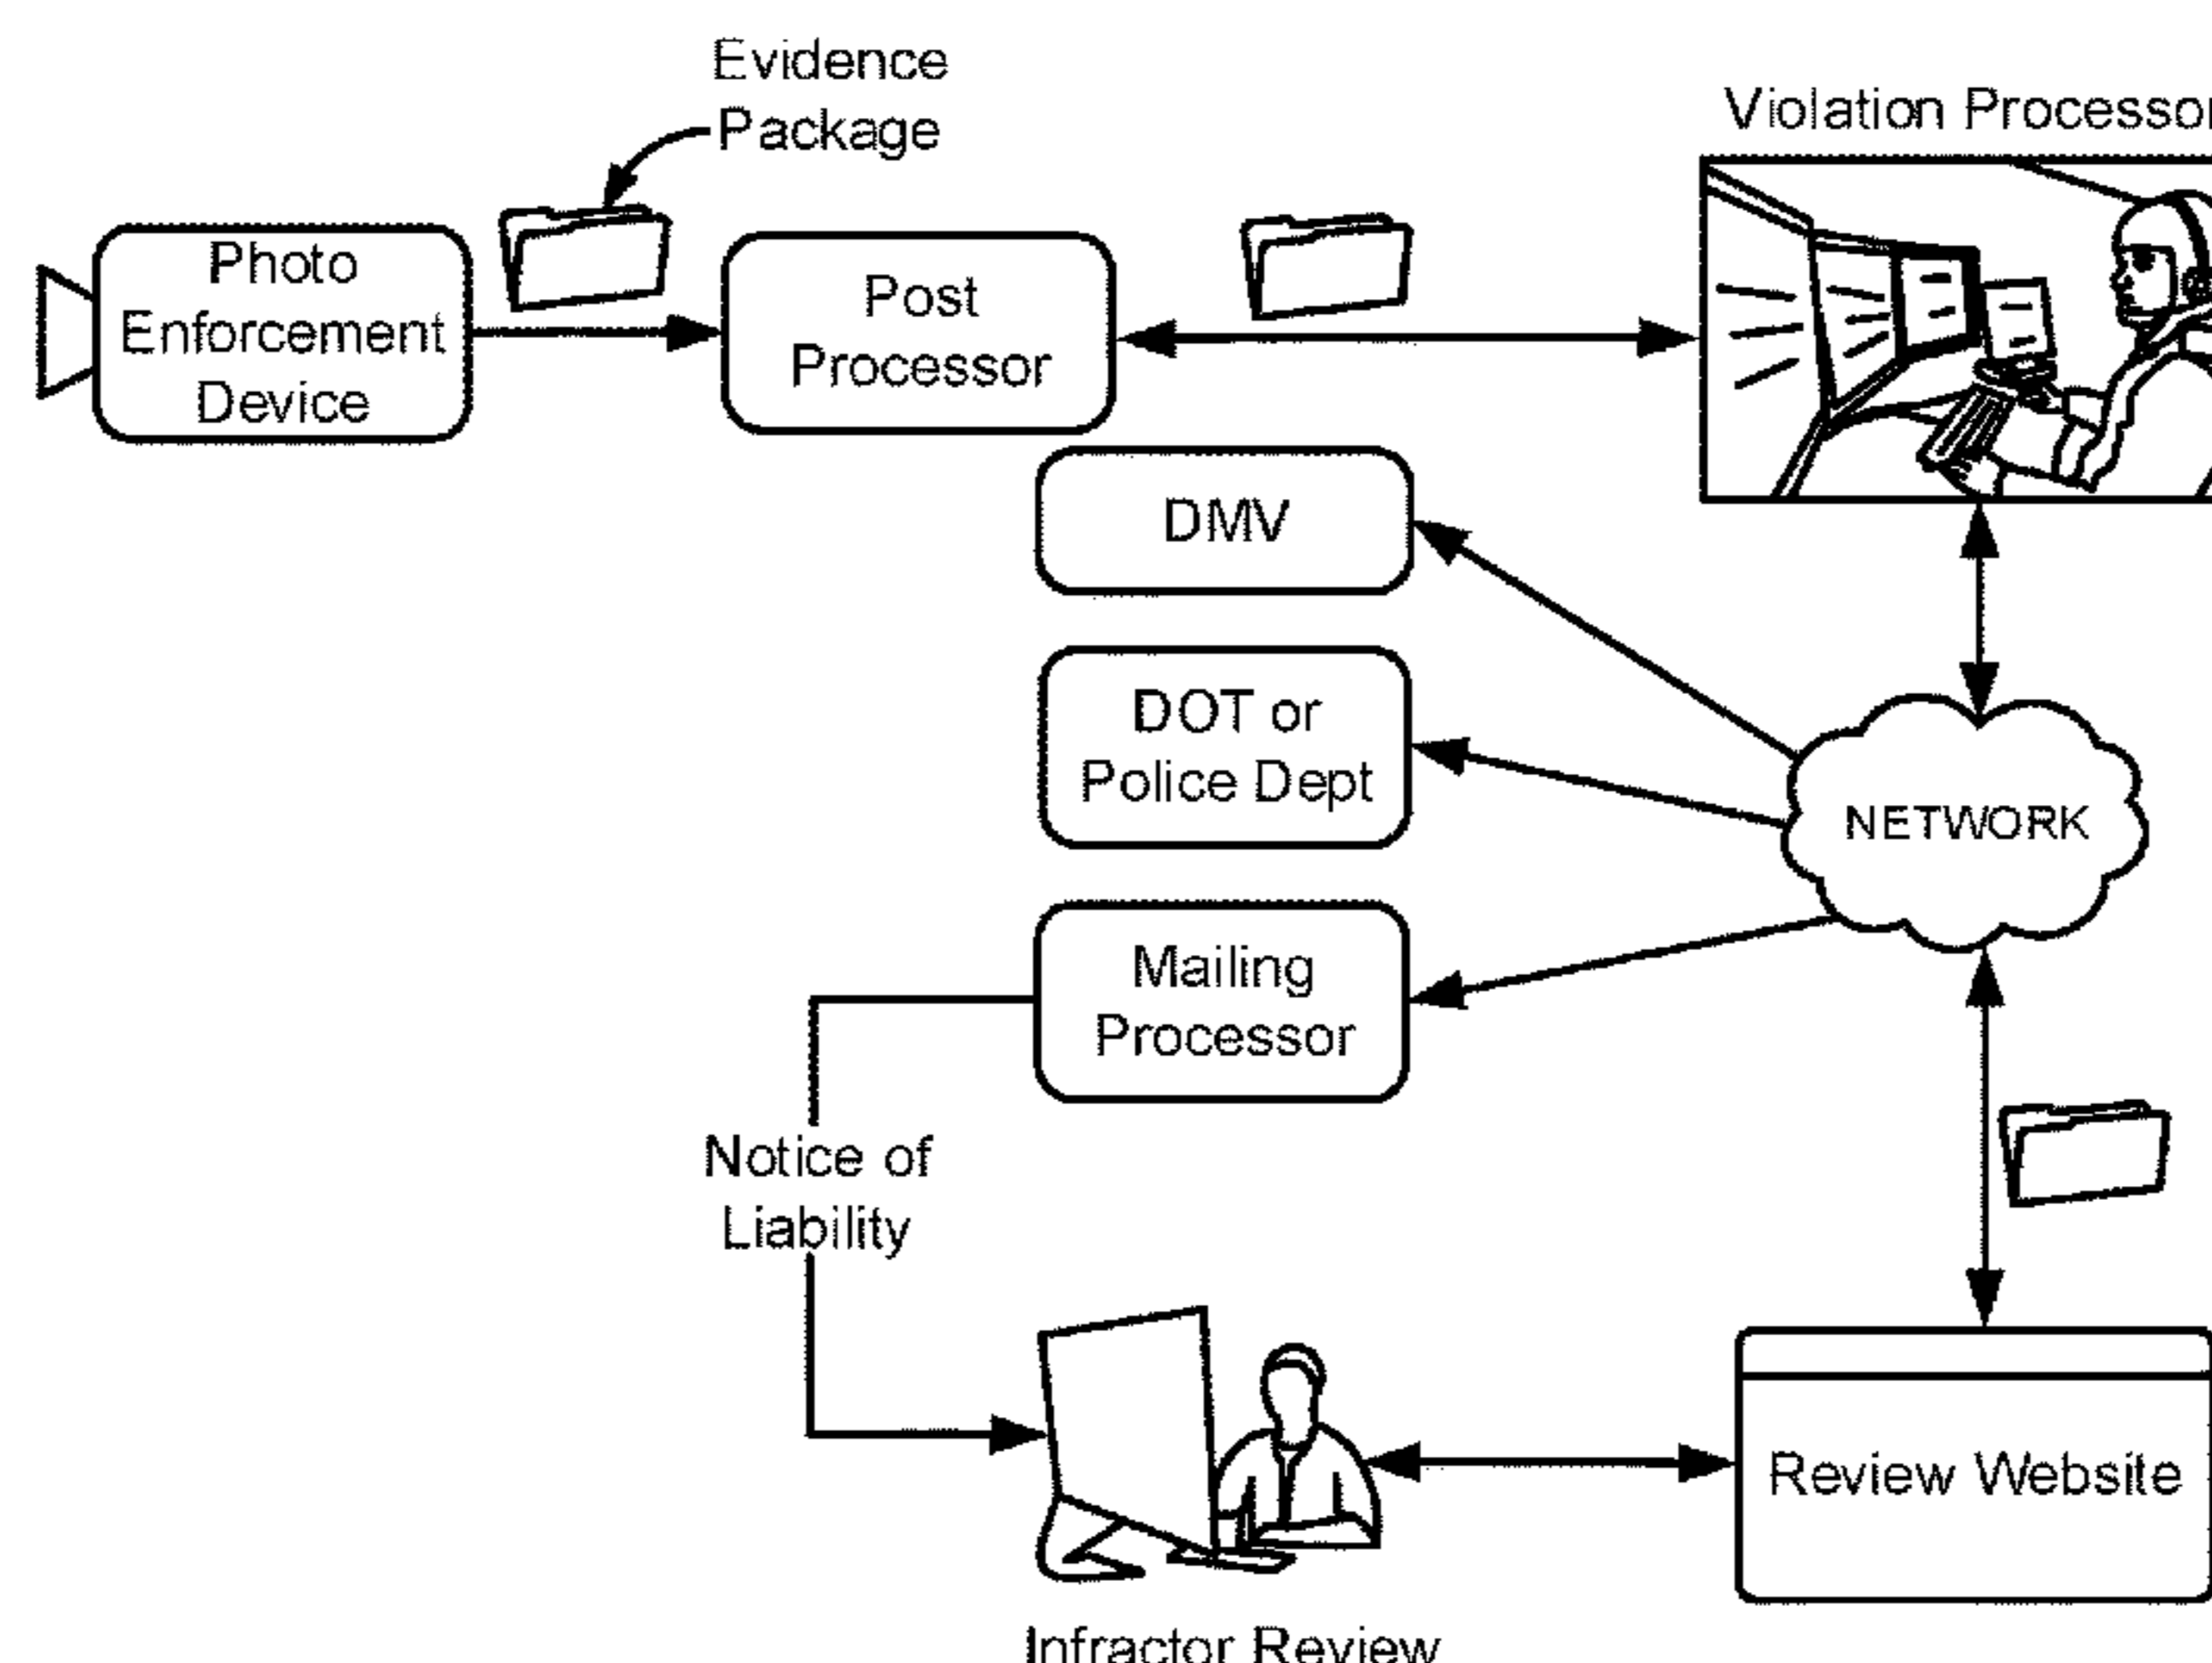 Evidence
Package
Violation Processor
Photo
Enforcement
Device
Post
Processor
DMV
DOT or
Police Dept
NETWORK
Mailing
Processor
Notice of
Liability
Review Website
Infractor Review